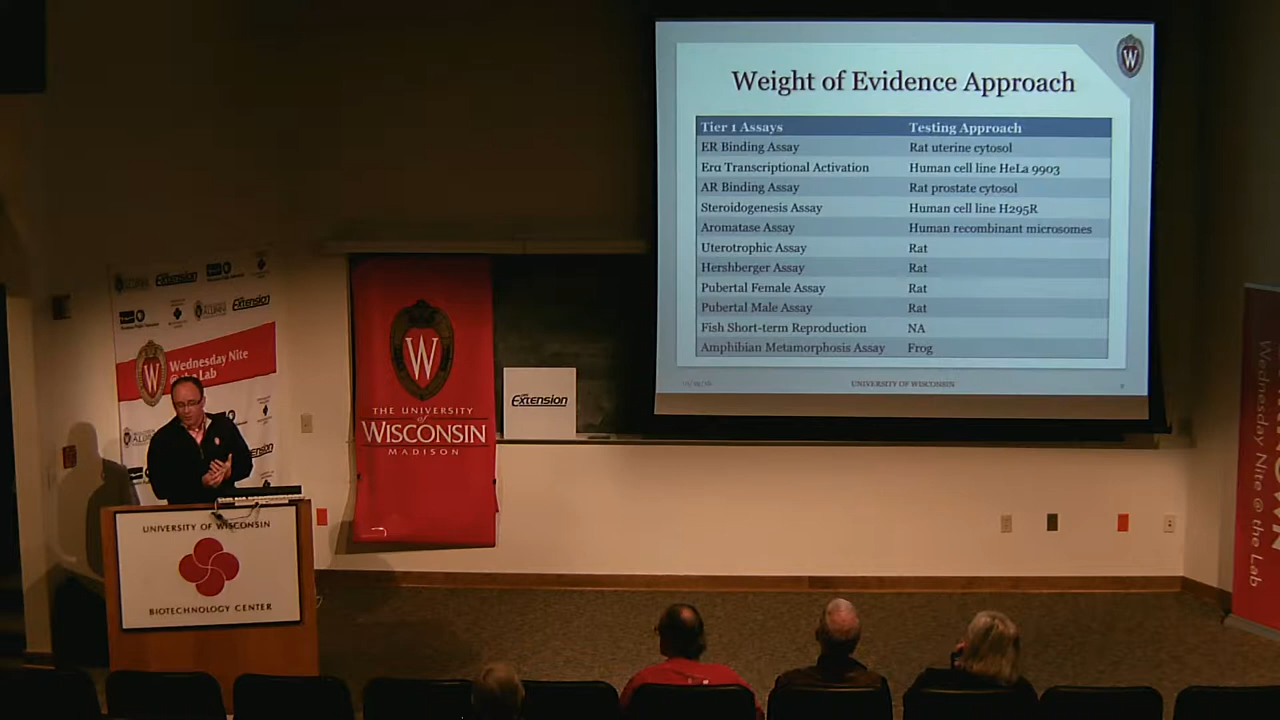 Weight of Evidence Approach
W
Tier 1 Assays Testing Approach
ER Binding Assay Rat uterine cytosol
Erα Transcriptional Activation Human cell line HeLa 9903
AR Binding Assay Rat prostate cytosol
Steroidogenesis Assay Human cell line H295R
Aromatase Assay Human recombinant microsomes
Uterotrophic Assay Rat
Hershberger Assay Rat
Pubertal Female Assay Rat
Pubertal Male Assay Rat
Fish Short-term Reproduction NA
Amphibian Metamorphosis Assay Frog
UNIVERSITY OF WISCONSIN
Extension
Extension
Wednesday Nite
@ the Lab
W
W
THE UNIVERSITY
of
WISCONSIN
MADISON
Extension
UNIVERSITY OF WISCONSIN
BIOTECHNOLOGY CENTER
Wednesday Nite @ the Lab